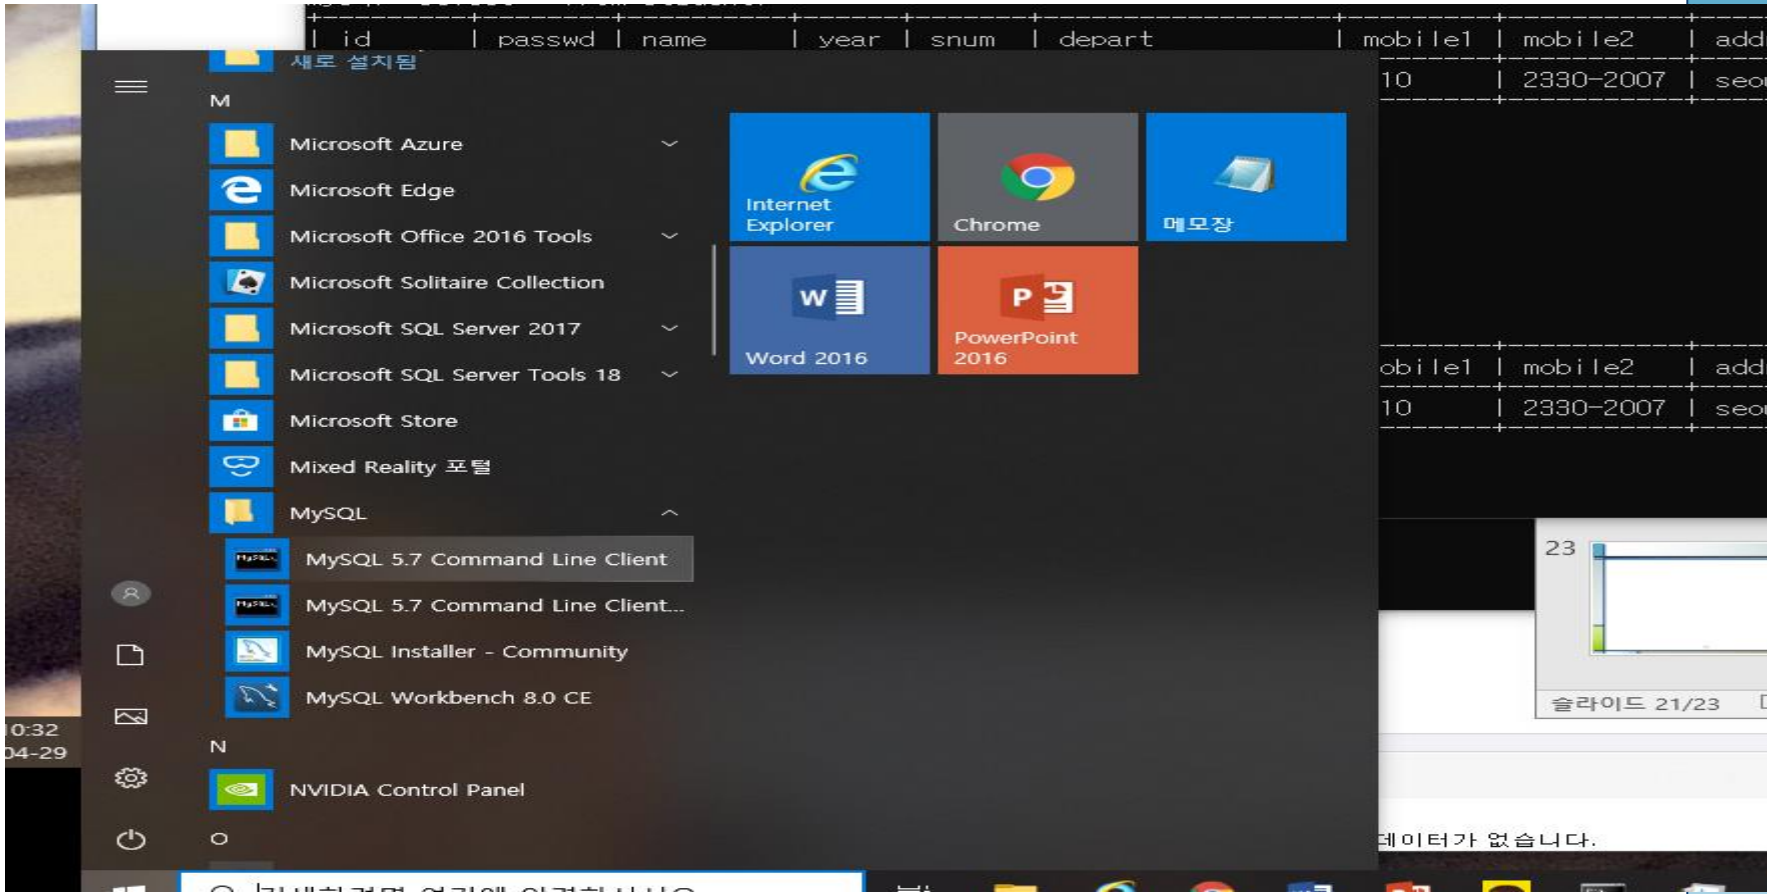 | id | passwd | name | year | snum | depart | mobile1 | mobile2 | add
10 | 2330-2007 | seo
새로 설치됨
M
Microsoft Azure
Microsoft Edge
Microsoft Office 2016 Tools
Microsoft Solitaire Collection
Microsoft SQL Server 2017
Microsoft SQL Server Tools 18
Microsoft Store
Mixed Reality 포털
MySQL
MySQL 5.7 Command Line Client
MySQL 5.7 Command Line Client...
MySQL Installer - Community
MySQL Workbench 8.0 CE
N
NVIDIA Control Panel
O
Internet
Explorer
Chrome
메모장
W
Word 2016
P
PowerPoint
2016
obile1 | mobile2 | add
10 | 2330-2007 | seo
23
슬라이드 21/23
데이터가 없습니다.
10:32
04-29